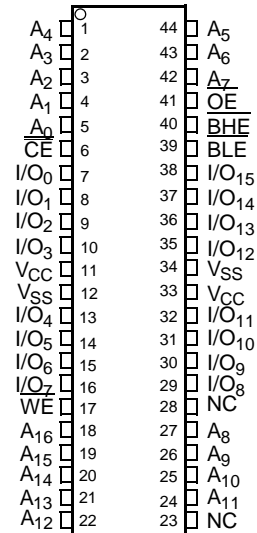 A4 1 44 A5
A3 2 43 A6
A2 3 42 A7
A1 4 41 OE
A0 5 40 BHE
CE 6 39 BLE
I/O0 7 38 I/O15
I/O1 8 37 I/O14
I/O2 9 36 I/O13
I/O3 10 35 I/O12
VCC 11 34 VSS
VSS 12 33 VCC
I/O4 13 32 I/O11
I/O5 14 31 I/O10
I/O6 15 30 I/O9
I/O7 16 29 I/O8
WE 17 28 NC
A16 18 27 A8
A15 19 26 A9
A14 20 25 A10
A13 21 24 A11
A12 22 23 NC